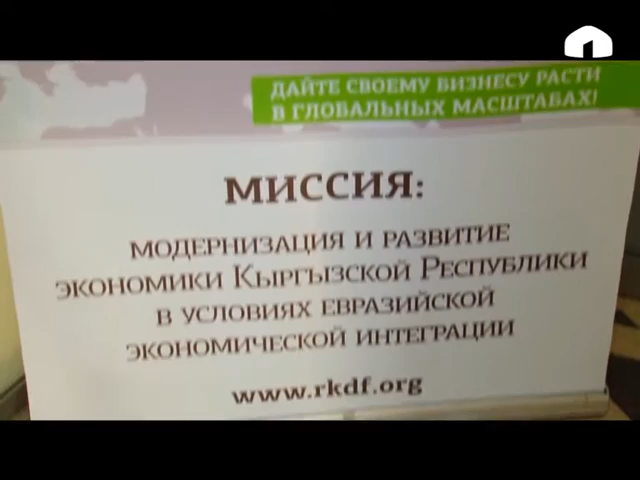 ДАЙТЕ СВОЕМУ БИЗНЕСУ РАСТИ
В ГЛОБАЛЬНЫХ МАСШТАБАХ!
МИССИЯ:
МОДЕРНИЗАЦИЯ И РАЗВИТИЕ
ЭКОНОМИКИ КЫРГЫЗСКОЙ РЕСПУБЛИКИ
В УСЛОВИЯХ ЕВРАЗИЙСКОЙ
ЭКОНОМИЧЕСКОЙ ИНТЕГРАЦИИ
www.rkdf.org